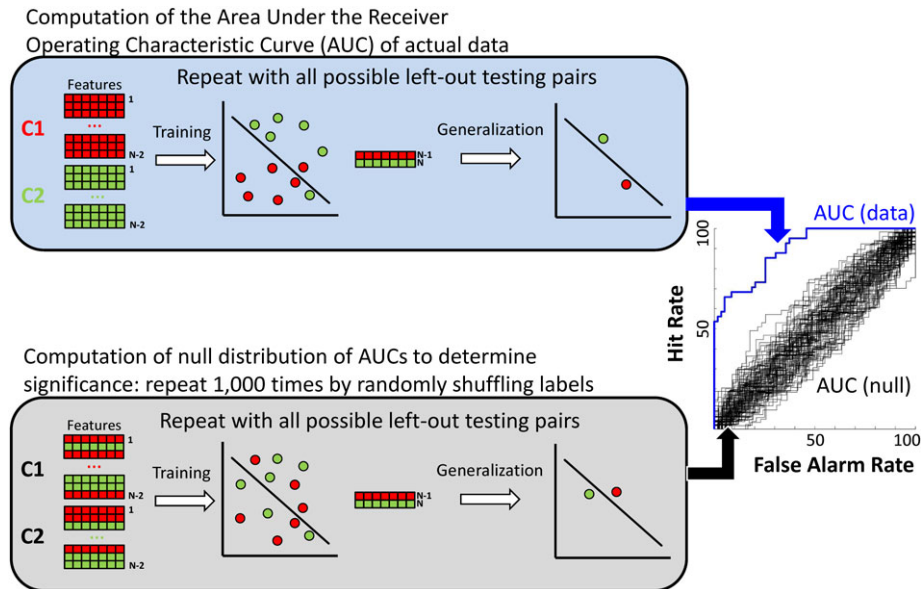 Computation of the Area Under the Receiver
Operating Characteristic Curve (AUC) of actual data
Repeat with all possible left-out testing pairs
Features
1
C1
...
N-2
1
C2
...
N-2
Training
N-1
N
Generalization
AUC (data)
100
50
Hit Rate
AUC (null)
50
100
False Alarm Rate
Computation of null distribution of AUCs to determine
significance: repeat 1,000 times by randomly shuffling labels
Repeat with all possible left-out testing pairs
Features
1
C1
...
N-2
1
C2
...
N-2
Training
N-1
N
Generalization